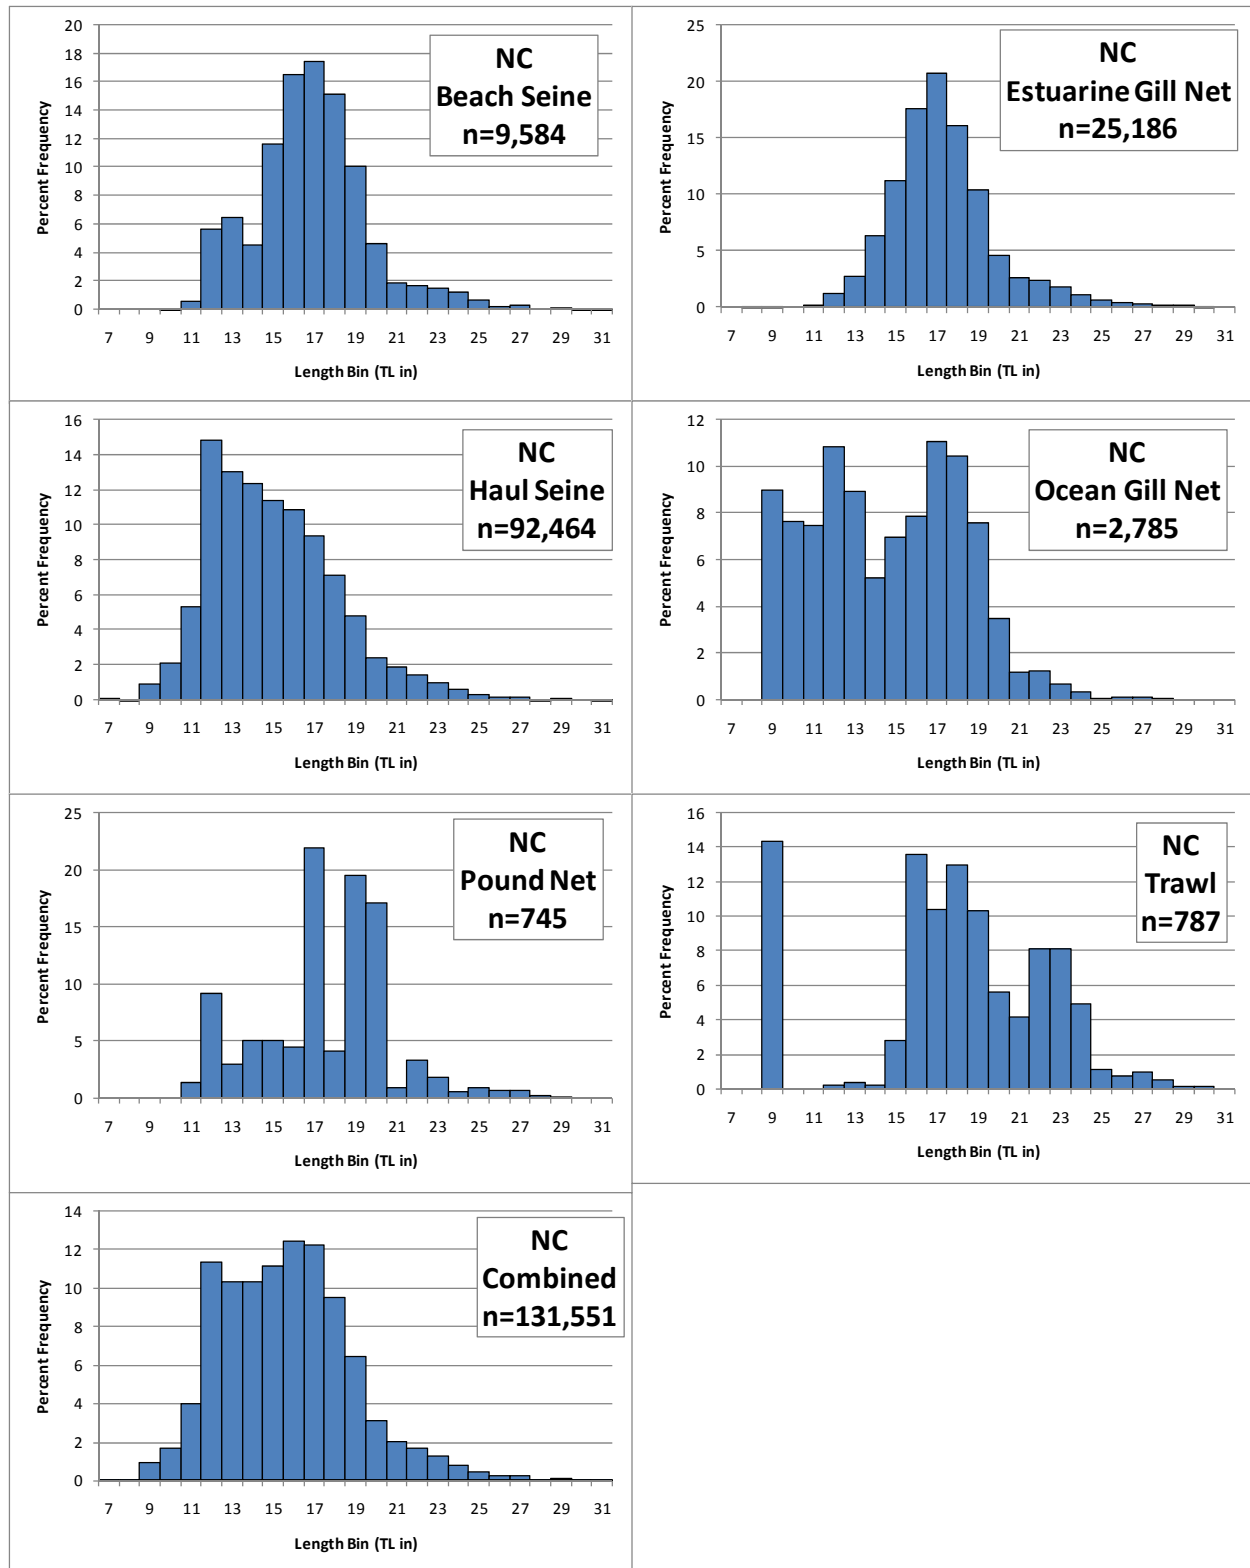 20
18
16
14
12
10
8
6
4
2
0
Percent Frequency
NC
Beach Seine
n=9,584
7 9 11 13 15 17 19 21 23 25 27 29 31
Length Bin (TL in)
25
20
15
10
5
0
Percent Frequency
NC
Estuarine Gill Net
n=25,186
7 9 11 13 15 17 19 21 23 25 27 29 31
Length Bin (TL in)
16
14
12
10
8
6
4
2
0
Percent Frequency
NC
Haul Seine
n=92,464
7 9 11 13 15 17 19 21 23 25 27 29 31
Length Bin (TL in)
12
10
8
6
4
2
0
Percent Frequency
NC
Ocean Gill Net
n=2,785
7 9 11 13 15 17 19 21 23 25 27 29 31
Length Bin (TL in)
25
20
15
10
5
0
Percent Frequency
NC
Pound Net
n=745
7 9 11 13 15 17 19 21 23 25 27 29 31
Length Bin (TL in)
16
14
12
10
8
6
4
2
0
Percent Frequency
NC
Trawl
n=787
7 9 11 13 15 17 19 21 23 25 27 29 31
Length Bin (TL in)
14
12
10
8
6
4
2
0
Percent Frequency
NC
Combined
n=131,551
7 9 11 13 15 17 19 21 23 25 27 29 31
Length Bin (TL in)